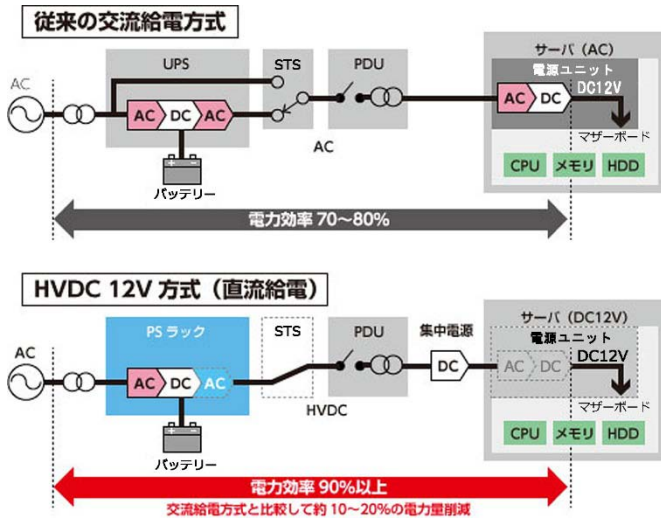 従来の交流給電方式
サーバ（AC）
UPS
STS
PDU
電源ユニット
AC
DC12V
AC DC AC
AC DC
AC
マザーボード
CPU メモリ HDD
バッテリー
電力効率 70～80%
HVDC 12V 方式（直流給電）
サーバ（DC12V）
PS ラック
STS
PDU
集中電源
電源ユニット
AC
DC12V
AC DC AC
DC
AC DC
HVDC
マザーボード
CPU メモリ HDD
バッテリー
電力効率 90%以上
交流給電方式と比較して約 10～20%の電力量削減